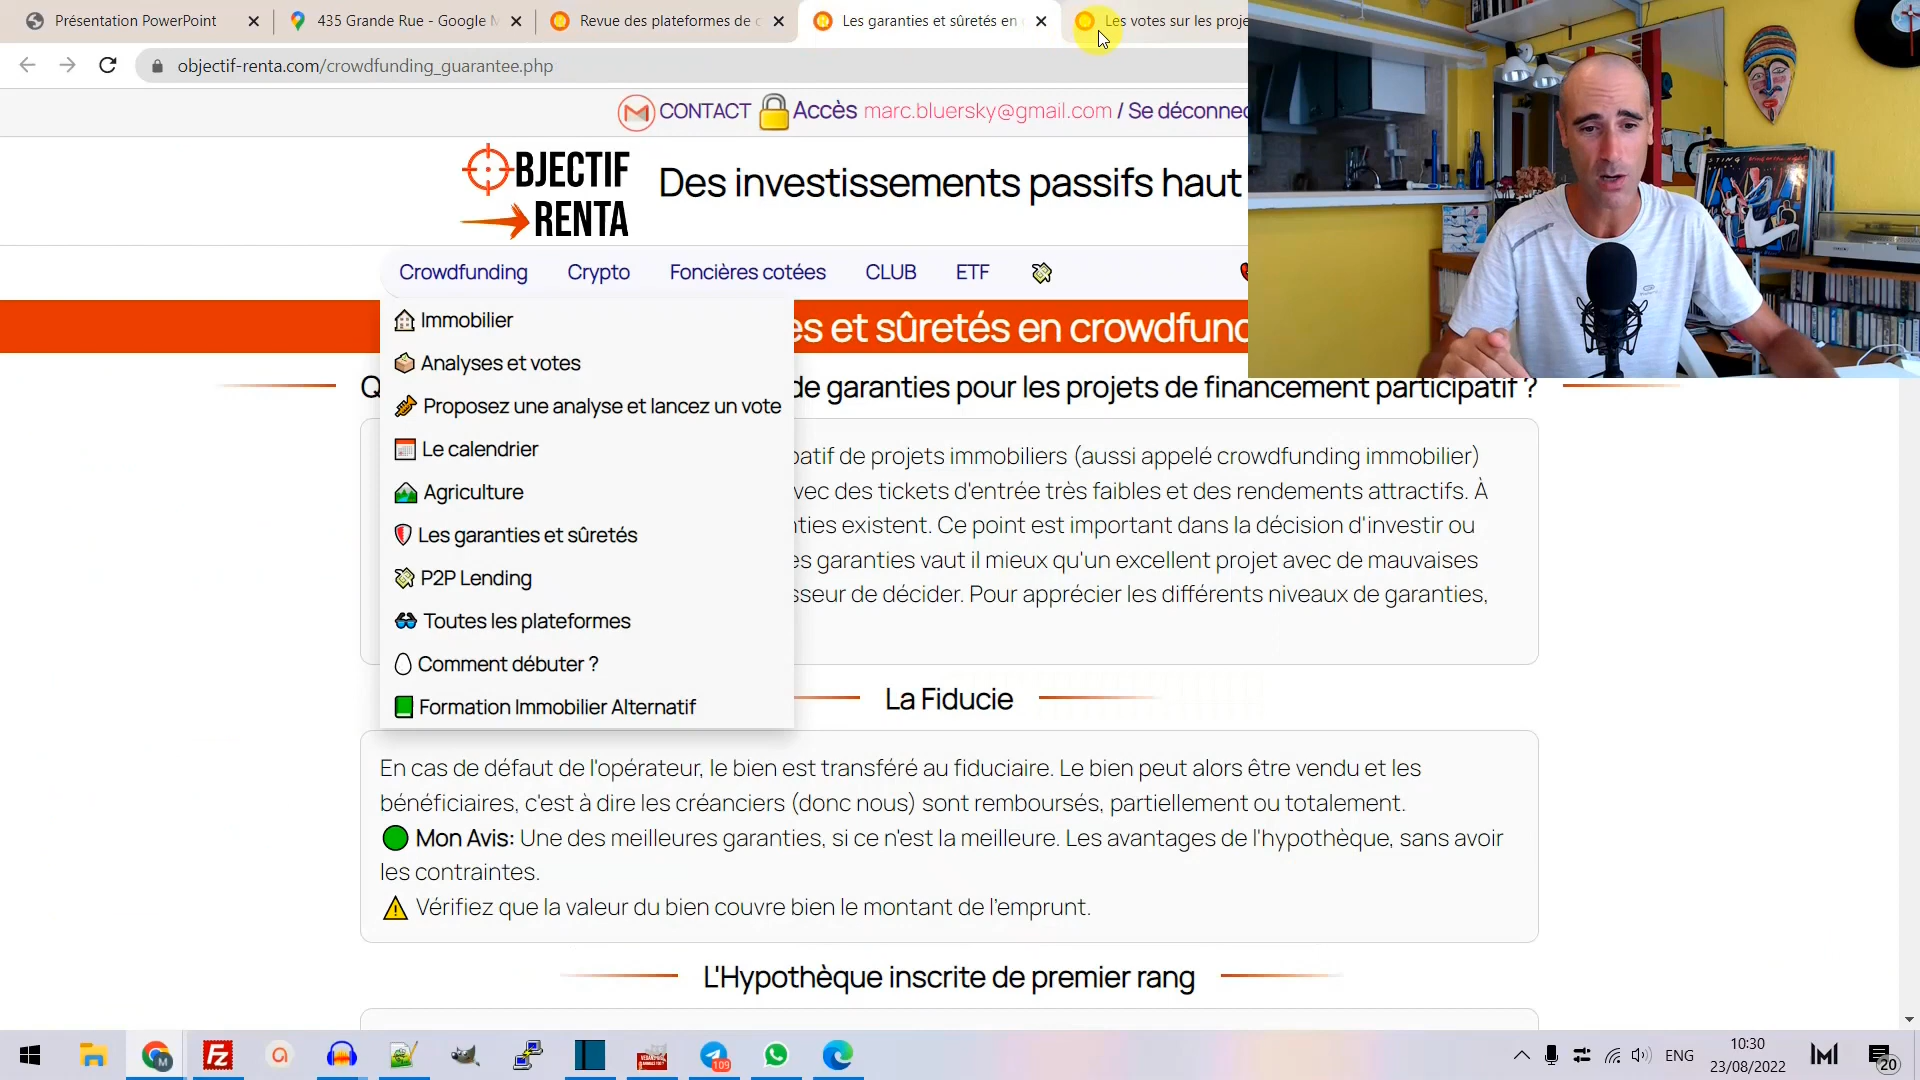 Présentation PowerPoint
435 Grande Rue - Google M
Revue des plateformes de c
Les garanties et sûretés en
Les votes sur les proje
objectif-renta.com/crowdfunding_guarantee.php
CONTACT Accès marc.bluersky@gmail.com / Se déconnec
OBJECTIF
RENTA
Des investissements passifs haut
Crowdfunding Crypto Foncières cotées CLUB ETF
Immobilier
Analyses et votes
Proposez une analyse et lancez un vote
Le calendrier
Agriculture
Les garanties et sûretés
P2P Lending
Toutes les plateformes
Comment débuter ?
Formation Immobilier Alternatif
es et sûretés en crowdfund
Q de garanties pour les projets de financement participatif ?
patif de projets immobiliers (aussi appelé crowdfunding immobilier)
vec des tickets d'entrée très faibles et des rendements attractifs. À
ties existent. Ce point est important dans la décision d'investir ou
es garanties vaut il mieux qu'un excellent projet avec de mauvaises
sseur de décider. Pour apprécier les différents niveaux de garanties,
La Fiducie
En cas de défaut de l'opérateur, le bien est transféré au fiduciaire. Le bien peut alors être vendu et les
bénéficiaires, c'est à dire les créanciers (donc nous) sont remboursés, partiellement ou totalement.
Mon Avis: Une des meilleures garanties, si ce n'est la meilleure. Les avantages de l'hypothèque, sans avoir
les contraintes.
Vérifiez que la valeur du bien couvre bien le montant de l'emprunt.
L'Hypothèque inscrite de premier rang
STING
109
ENG
10:30
23/08/2022
20